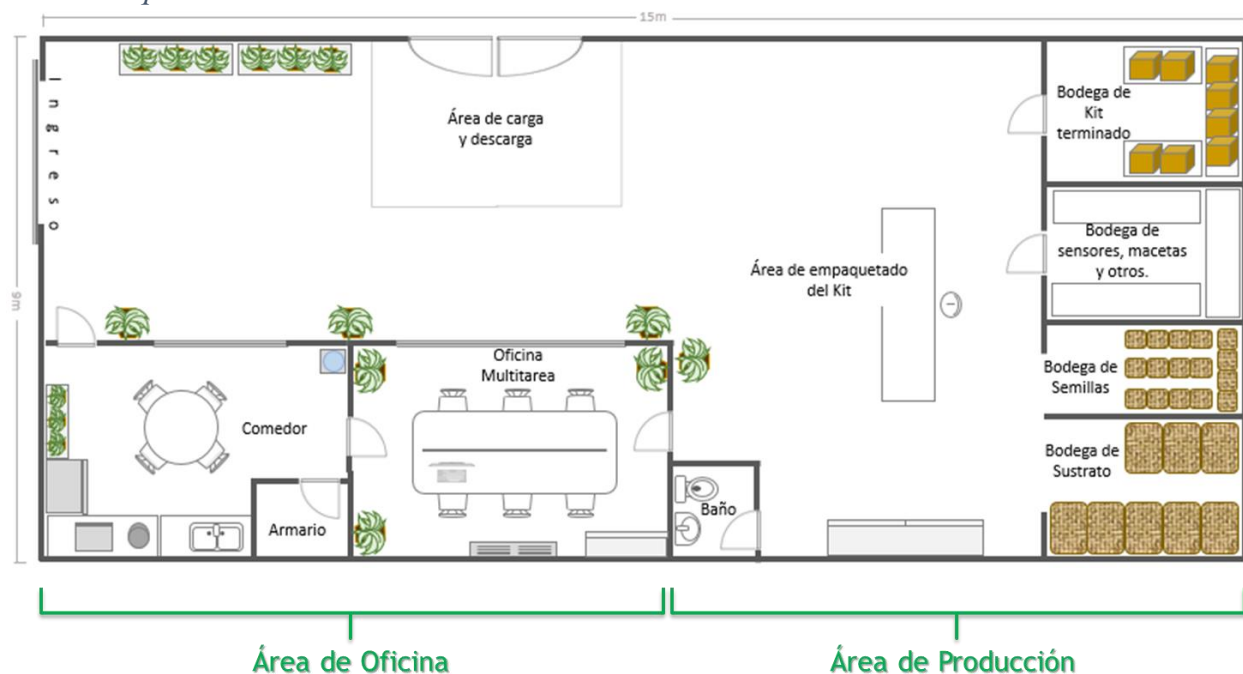 15m
9m
Ingreso
Área de carga
y descarga
Bodega de
Kit
terminado
Bodega de
sensores, macetas
y otros.
Área de empaquetado
del Kit
Oficina
Multitarea
Bodega de
Semillas
Comedor
Bodega de
Sustrato
Armario
Baño
Área de Oficina
Área de Producción